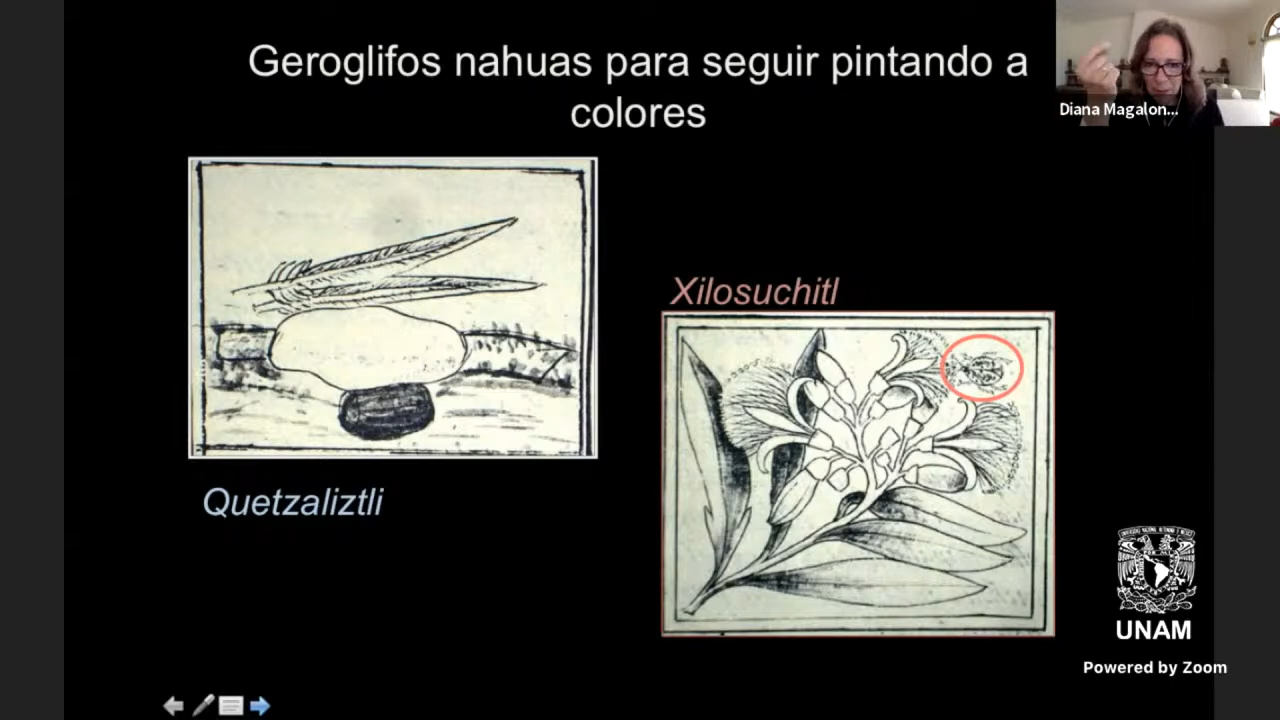 Geroglifos nahuas para seguir pintando a
colores
Diana Magalon...
Xilosuchitl
Quetzaliztli
UNAM
Powered by Zoom